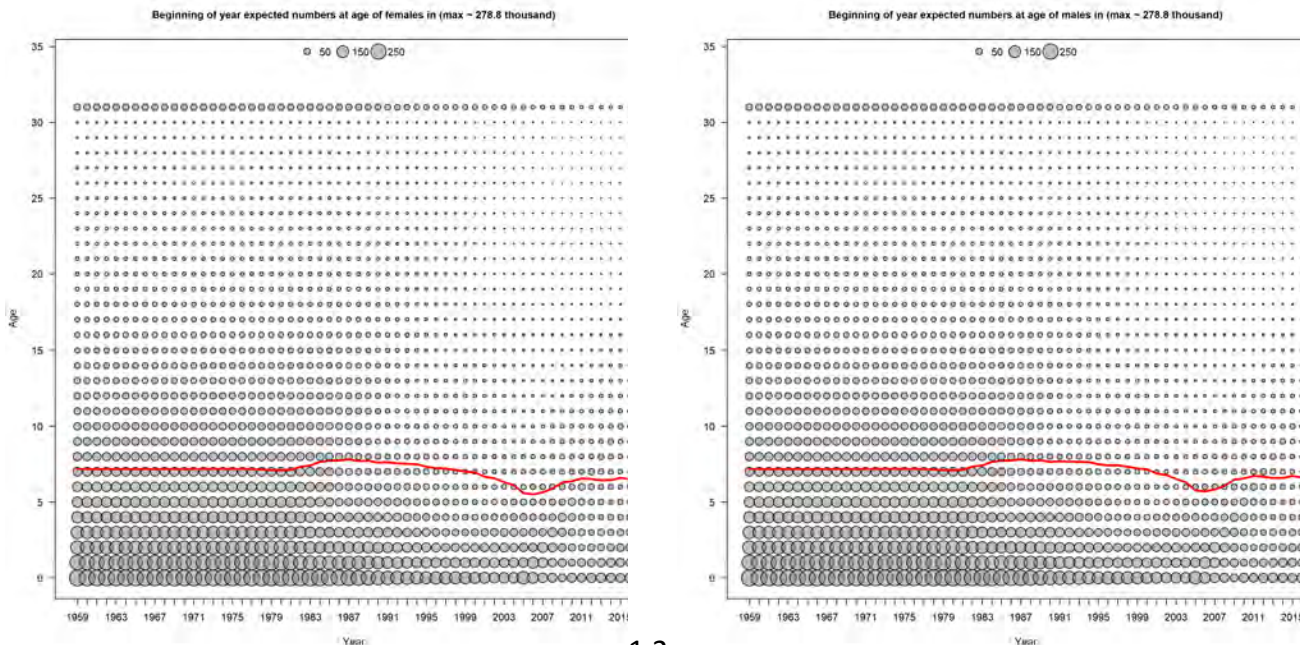 Beginning of year expected numbers at age of females in (max ~ 278.8 thousand)
50 150 250
35
30
25
20
15
10
5
0
Age
1959 1963 1967 1971 1975 1979 1983 1987 1991 1995 1999 2003 2007 2011 2015
Year
Beginning of year expected numbers at age of males in (max ~ 278.8 thousand)
50 150 250
35
30
25
20
15
10
5
0
Age
1959 1963 1967 1971 1975 1979 1983 1987 1991 1995 1999 2003 2007 2011 2015
Year